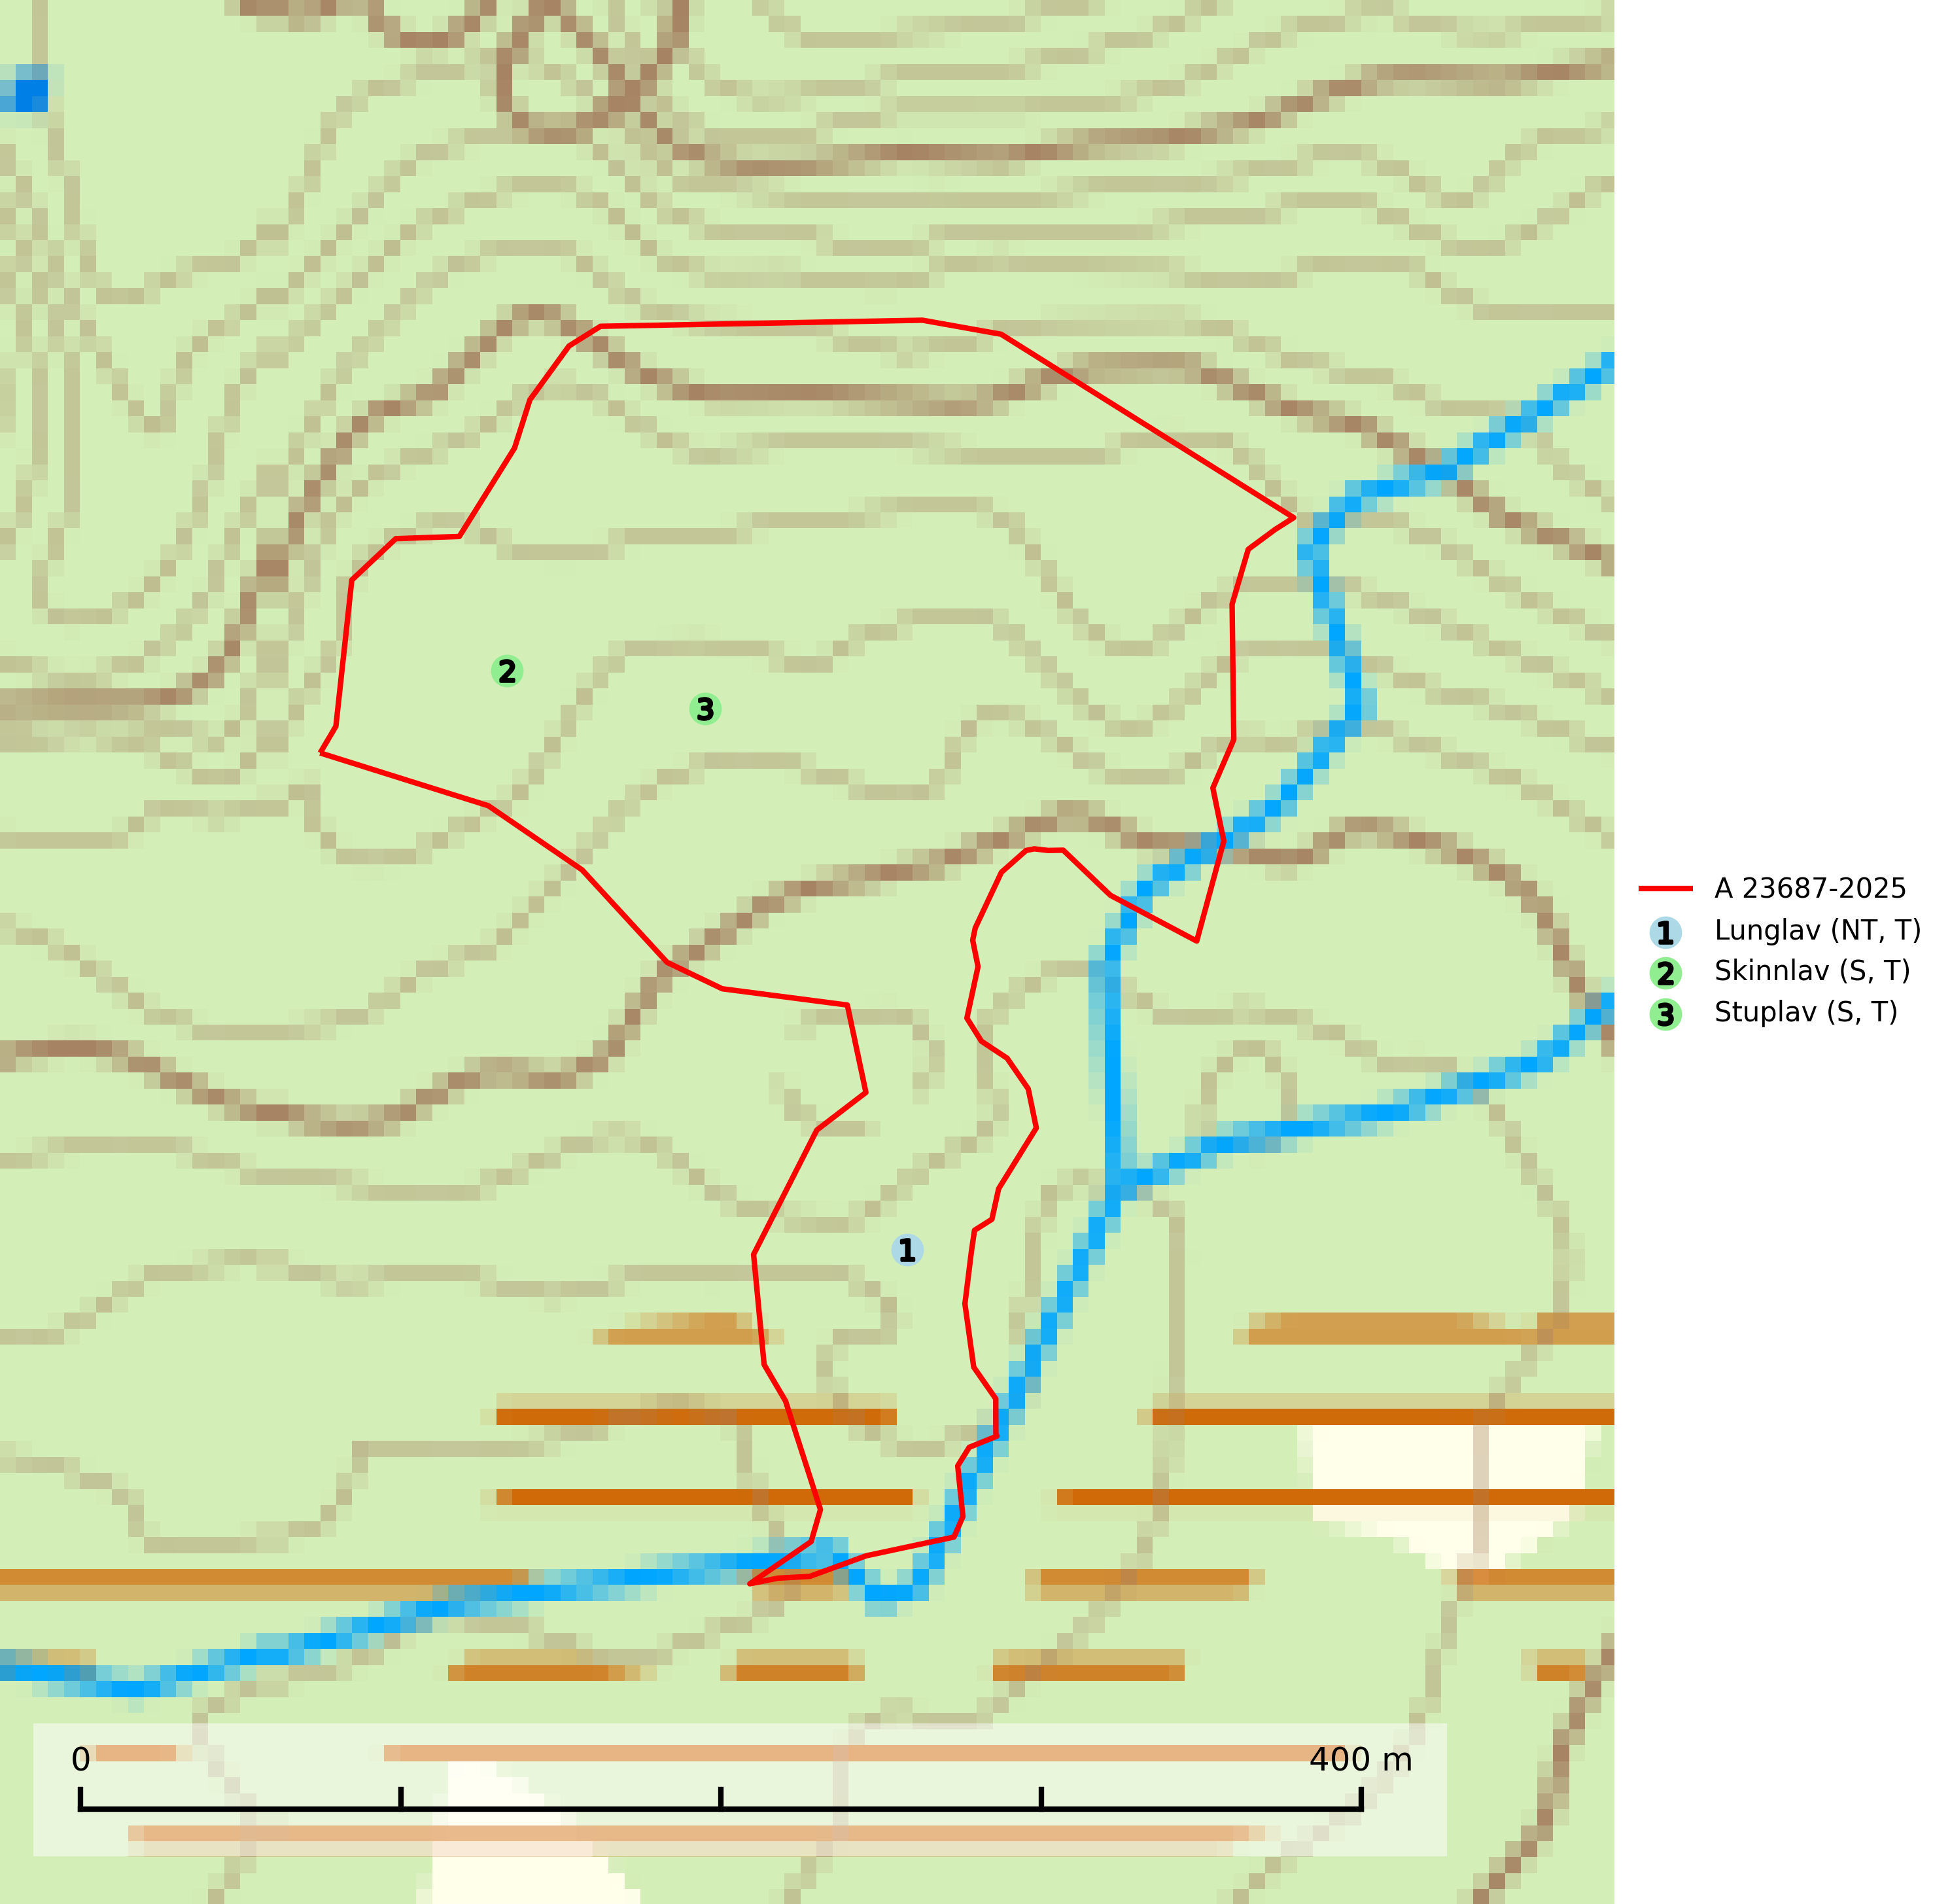 2
3
1
A 23687-2025
1 Lunglav (NT, T)
2 Skinnlav (S, T)
3 Stuplav (S, T)
0 400 m